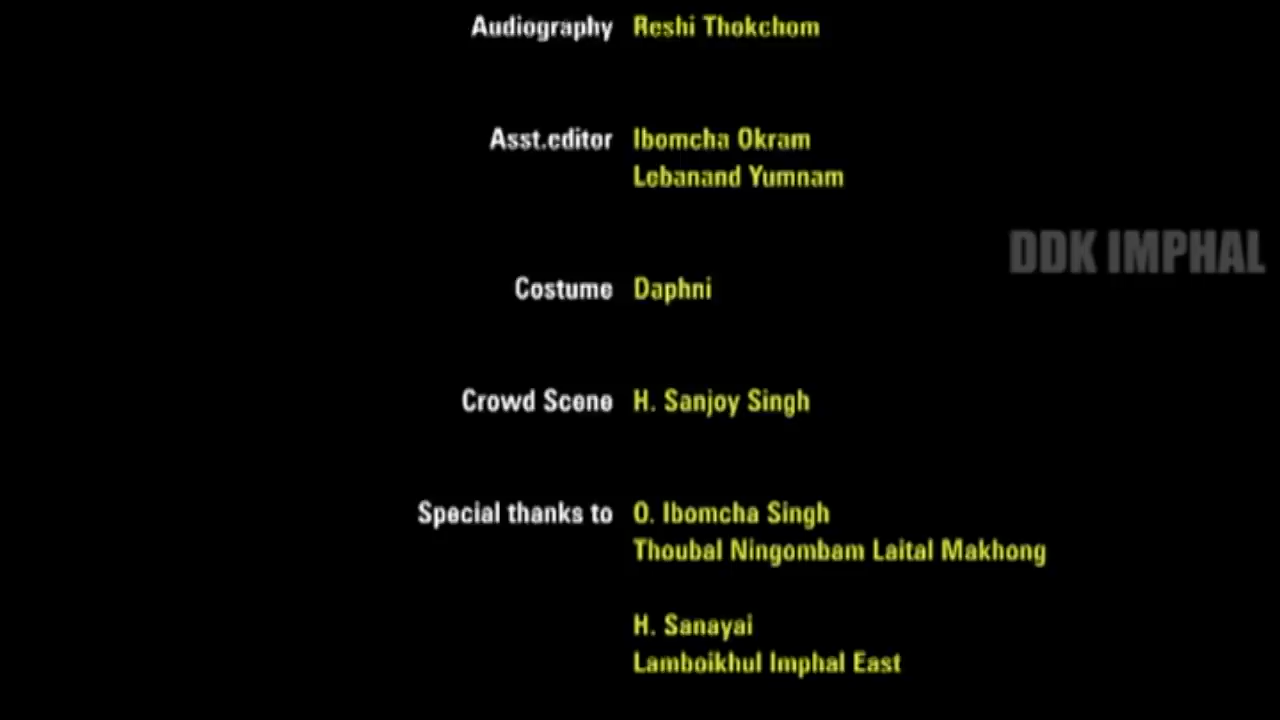 Audiography Reshi Thokchom
Asst.editor Ibomcha Okram
Lebanand Yumnam
DDK IMPHAL
Costume Daphni
Crowd Scene H. Sanjoy Singh
Special thanks to O. Ibomcha Singh
Thoubal Ningombam Laital Makhong
H. Sanayai
Lamboikhul Imphal East